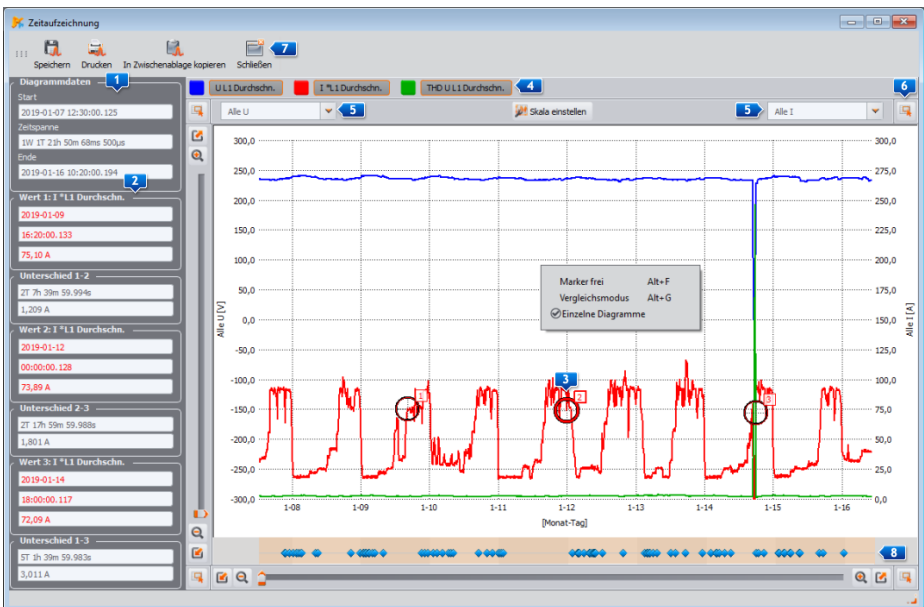 Zeitaufzeichnung
Speichern Drucken In Zwischenablage kopieren Schließen 7
Diagrammdaten 1
Start
2019-01-07 12:30:00.125
Zeitspanne
1W 1T 21h 50m 68ms 500µs
Ende
2019-01-16 10:20:00.194
2
Wert 1: I *L1 Durchschn.
2019-01-09
16:20:00.133
75,10 A
Unterschied 1-2
2T 7h 39m 59.994s
1,209 A
Wert 2: I *L1 Durchschn.
2019-01-12
00:00:00.128
73,89 A
Unterschied 2-3
2T 17h 59m 59.988s
1,801 A
Wert 3: I *L1 Durchschn.
2019-01-14
18:00:00.117
72,09 A
Unterschied 1-3
5T 1h 39m 59.983s
3,011 A
U L1 Durchschn. I *L1 Durchschn. THD U L1 Durchschn. 4
6
Alle U 5 Skala einstellen 5 Alle I
300,0
250,0
200,0
150,0
100,0
50,0
0,0
-50,0
-100,0
-150,0
-200,0
-250,0
-300,0
Alle U [V]
Marker frei Alt+F
Vergleichsmodus Alt+G
Einzelne Diagramme
3
1
2
3
300,0
275,0
250,0
225,0
200,0
175,0
150,0
125,0
100,0
75,0
50,0
25,0
0,0
Alle I [A]
1-08 1-09 1-10 1-11 1-12 1-13 1-14 1-15 1-16
[Monat-Tag]
8